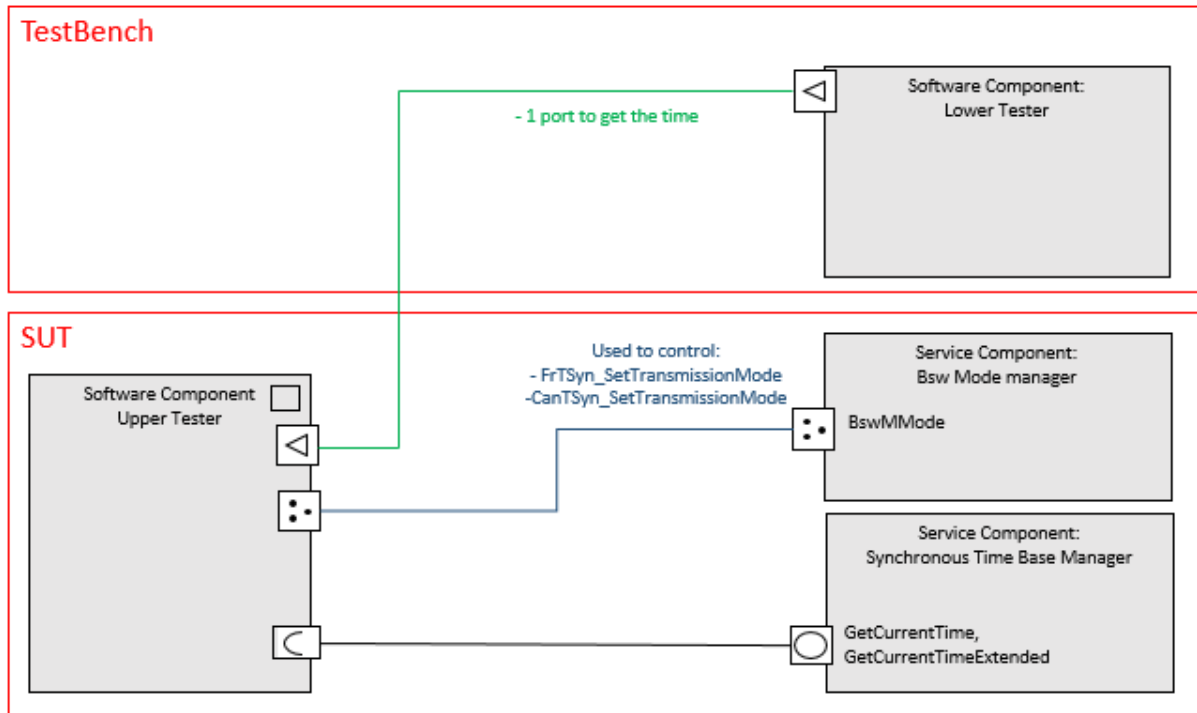 TestBench
Software Component:
Lower Tester
- 1 port to get the time
SUT
Software Component
Upper Tester
Used to control:
- FrTSyn_SetTransmissionMode
-CanTSyn_SetTransmissionMode
Service Component:
Bsw Mode manager
BswMMode
Service Component:
Synchronous Time Base Manager
GetCurrentTime,
GetCurrentTimeExtended